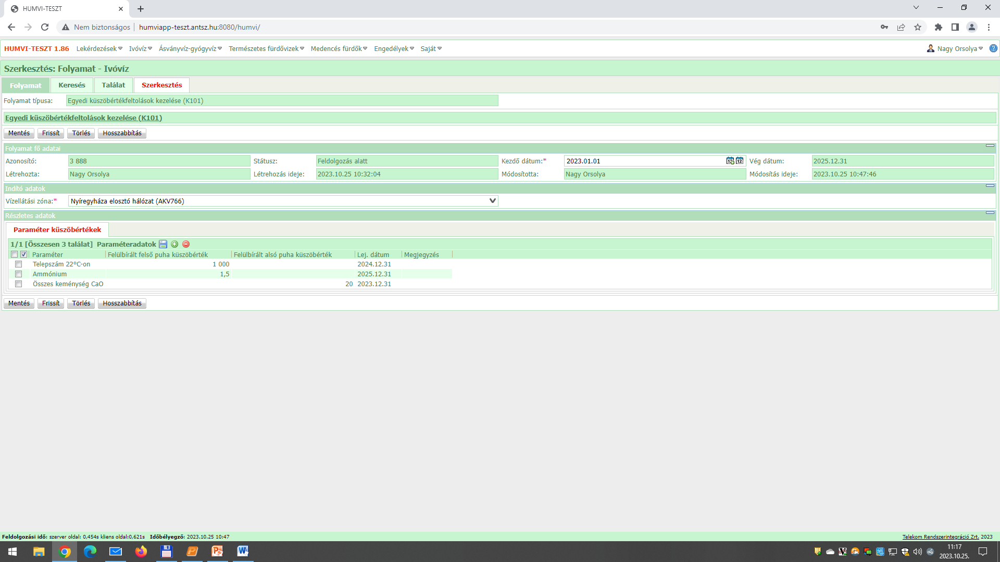 HUMVI-TESZT
Nem biztonságos humviapp-teszt.antsz.hu:8080/humvi/
HUMVI-TESZT 1.86 Lekérdezések Ivóvíz Ásványvíz-gyógyvíz Természetes fürdővizek Medencés fürdők Engedélyek Saját Nagy Orsolya ?
Szerkesztés: Folyamat - Ivóvíz
Folyamat Keresés Találat Szerkesztés
Folyamat típusa: Egyedi küszöbértékfeltolások kezelése (K101)
Egyedi küszöbértékfeltolások kezelése (K101)
Mentés Frissít Törlés Hosszabbítás
Folyamat fő adatai
Azonosító: 3 888 Státusz: Feldolgozás alatt Kezdő dátum:* 2023.01.01 12 12 Vég dátum: 2025.12.31
Létrehozta: Nagy Orsolya Létrehozás ideje: 2023.10.25 10:32:04 Módosította: Nagy Orsolya Módosítás ideje: 2023.10.25 10:47:46
Indító adatok
Vízellátási zóna:* Nyíregyháza elosztó hálózat (AKV766)
Részletes adatok
Paraméter küszöbértékek
1/1 [Összesen 3 találat] Paraméteradatok
Paraméter Felülbírált felső puha küszöbérték Felülbírált alsó puha küszöbérték Lej. dátum Megjegyzés
Telepszám 22°C-on 1 000 2024.12.31
Ammónium 1,5 2025.12.31
Összes keménység CaO 20 2023.12.31
Mentés Frissít Törlés Hosszabbítás
Feldolgozási idő: szerver oldal: 0,454s kliens oldal:0,621s Időbélyegző: 2023.10.25 10:47 Telekom Rendszerintegráció Zrt. 2023
11:17
2023.10.25.